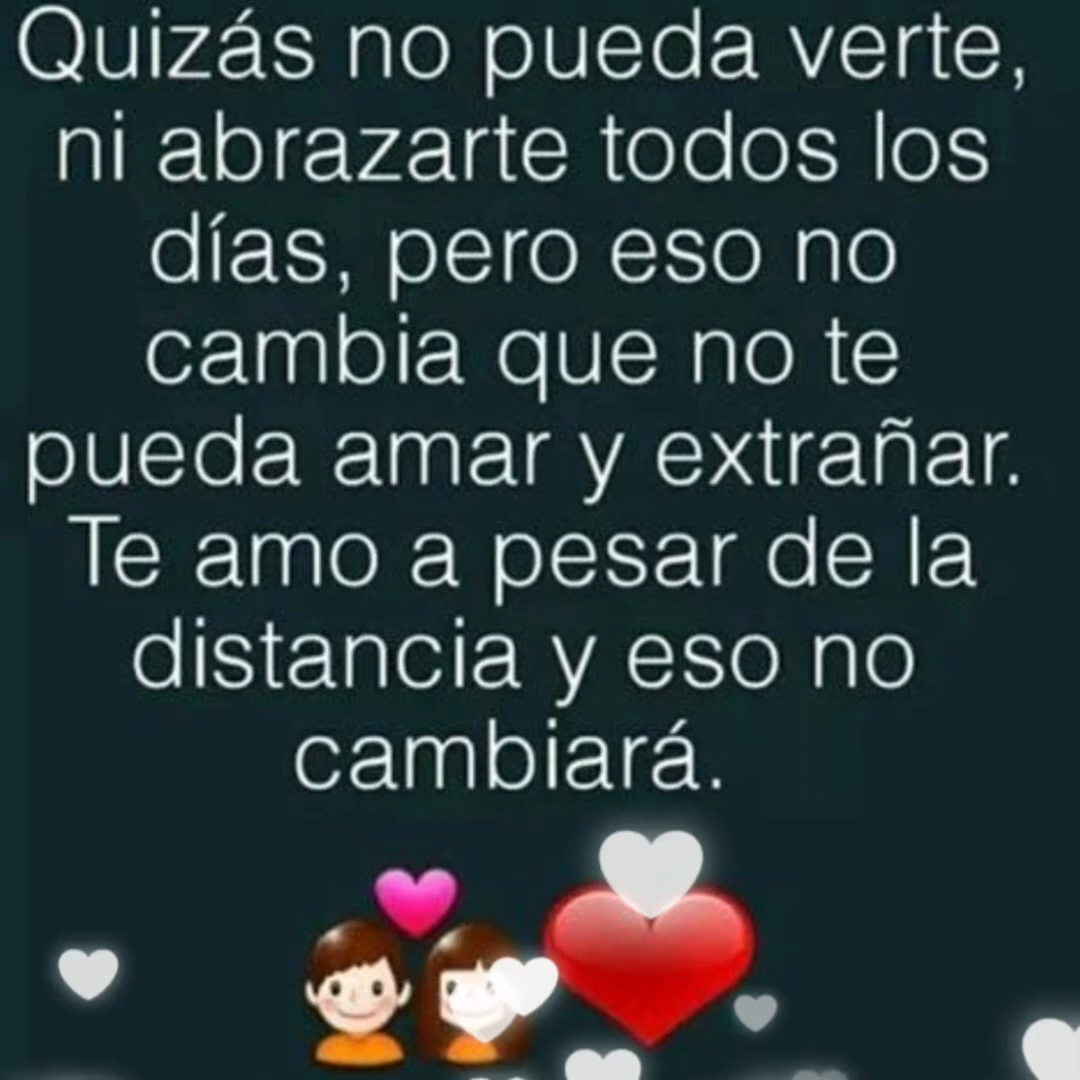 Quizás no pueda verte,
ni abrazarte todos los
días, pero eso no
cambia que no te
pueda amar y extrañar.
Te amo a pesar de la
distancia y eso no
cambiará.